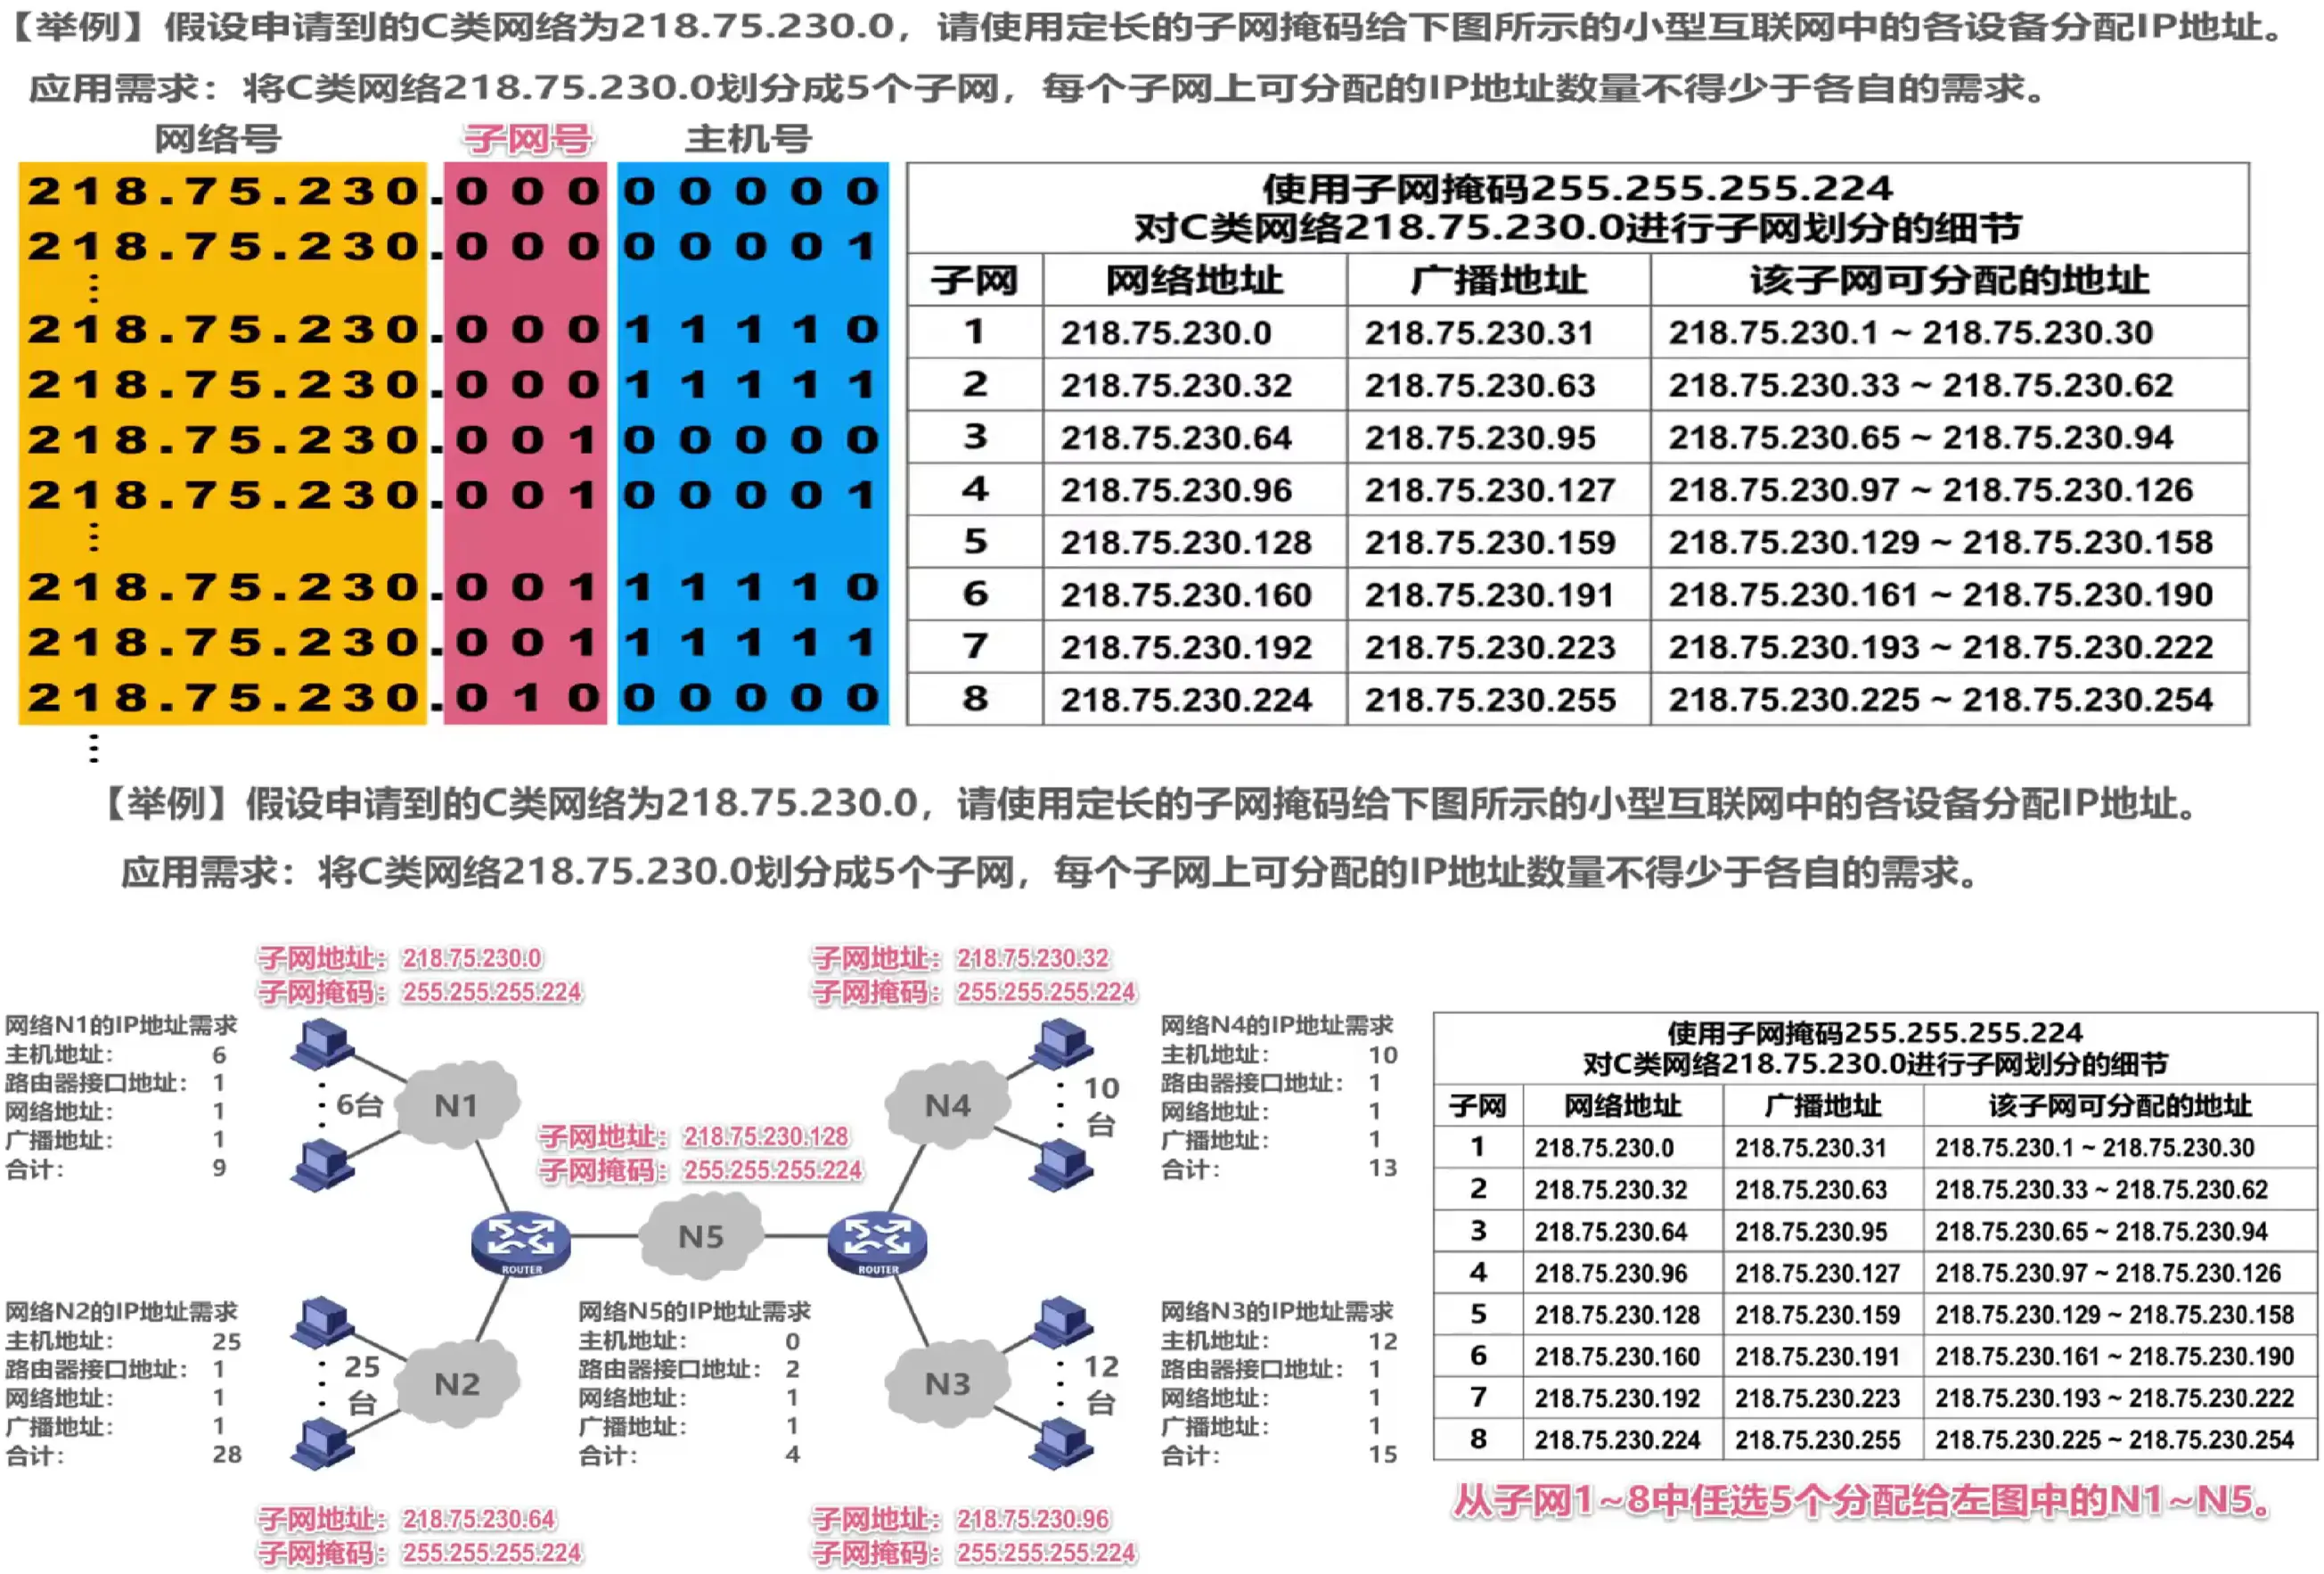 【举例】假设申请到的C类网络为218.75.230.0，请使用定长的子网掩码给下图所示的小型互联网中的各设备分配IP地址。
应用需求：将C类网络218.75.230.0划分成5个子网，每个子网上可分配的IP地址数量不得少于各自的需求。
网络号 子网号 主机号
218.75.230.000 00000
218.75.230.000 00001
⋮
218.75.230.000 11110
218.75.230.000 11111
218.75.230.001 00000
218.75.230.001 00001
⋮
218.75.230.001 11110
218.75.230.001 11111
218.75.230.010 00000
⋮
使用子网掩码255.255.255.224
对C类网络218.75.230.0进行子网划分的细节
子网 网络地址 广播地址 该子网可分配的地址
1 218.75.230.0 218.75.230.31 218.75.230.1 ~ 218.75.230.30
2 218.75.230.32 218.75.230.63 218.75.230.33 ~ 218.75.230.62
3 218.75.230.64 218.75.230.95 218.75.230.65 ~ 218.75.230.94
4 218.75.230.96 218.75.230.127 218.75.230.97 ~ 218.75.230.126
5 218.75.230.128 218.75.230.159 218.75.230.129 ~ 218.75.230.158
6 218.75.230.160 218.75.230.191 218.75.230.161 ~ 218.75.230.190
7 218.75.230.192 218.75.230.223 218.75.230.193 ~ 218.75.230.222
8 218.75.230.224 218.75.230.255 218.75.230.225 ~ 218.75.230.254
【举例】假设申请到的C类网络为218.75.230.0，请使用定长的子网掩码给下图所示的小型互联网中的各设备分配IP地址。
应用需求：将C类网络218.75.230.0划分成5个子网，每个子网上可分配的IP地址数量不得少于各自的需求。
子网地址：218.75.230.0
子网掩码：255.255.255.224
网络N1的IP地址需求
主机地址： 6
路由器接口地址： 1
网络地址： 1
广播地址： 1
合计： 9
6台
N1
子网地址：218.75.230.32
子网掩码：255.255.255.224
网络N4的IP地址需求
主机地址： 10
路由器接口地址： 1
网络地址： 1
广播地址： 1
合计： 13
10
台
N4
子网地址：218.75.230.128
子网掩码：255.255.255.224
N5
ROUTER
ROUTER
网络N2的IP地址需求
主机地址： 25
路由器接口地址： 1
网络地址： 1
广播地址： 1
合计： 28
25
台
N2
网络N5的IP地址需求
主机地址： 0
路由器接口地址： 2
网络地址： 1
广播地址： 1
合计： 4
N3
12
台
网络N3的IP地址需求
主机地址： 12
路由器接口地址： 1
网络地址： 1
广播地址： 1
合计： 15
子网地址：218.75.230.64
子网掩码：255.255.255.224
子网地址：218.75.230.96
子网掩码：255.255.255.224
使用子网掩码255.255.255.224
对C类网络218.75.230.0进行子网划分的细节
子网 网络地址 广播地址 该子网可分配的地址
1 218.75.230.0 218.75.230.31 218.75.230.1 ~ 218.75.230.30
2 218.75.230.32 218.75.230.63 218.75.230.33 ~ 218.75.230.62
3 218.75.230.64 218.75.230.95 218.75.230.65 ~ 218.75.230.94
4 218.75.230.96 218.75.230.127 218.75.230.97 ~ 218.75.230.126
5 218.75.230.128 218.75.230.159 218.75.230.129 ~ 218.75.230.158
6 218.75.230.160 218.75.230.191 218.75.230.161 ~ 218.75.230.190
7 218.75.230.192 218.75.230.223 218.75.230.193 ~ 218.75.230.222
8 218.75.230.224 218.75.230.255 218.75.230.225 ~ 218.75.230.254
从子网1~8中任选5个分配给左图中的N1~N5。